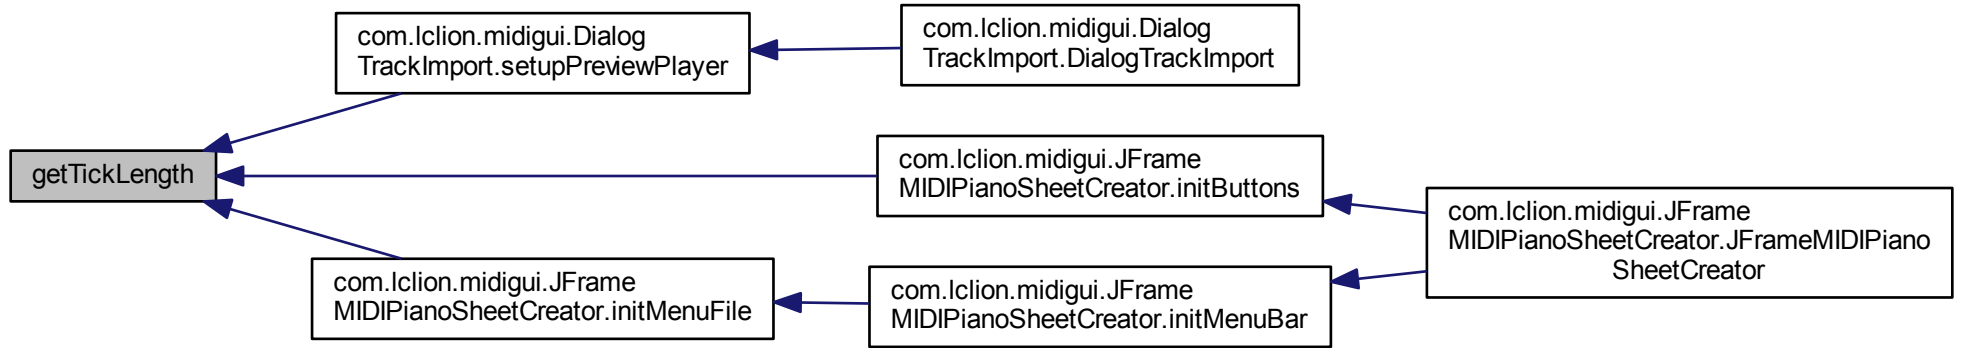 com.lclion.midigui.Dialog
TrackImport.setupPreviewPlayer
com.lclion.midigui.Dialog
TrackImport.DialogTrackImport
getTickLength
com.lclion.midigui.JFrame
MIDIPianoSheetCreator.initButtons
com.lclion.midigui.JFrame
MIDIPianoSheetCreator.JFrameMIDIPiano
SheetCreator
com.lclion.midigui.JFrame
MIDIPianoSheetCreator.initMenuFile
com.lclion.midigui.JFrame
MIDIPianoSheetCreator.initMenuBar